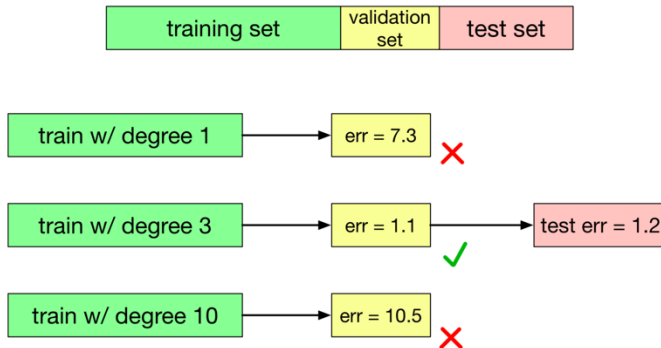 training set
validation
set
test set
train w/ degree 1
err = 7.3
train w/ degree 3
err = 1.1
test err = 1.2
train w/ degree 10
err = 10.5